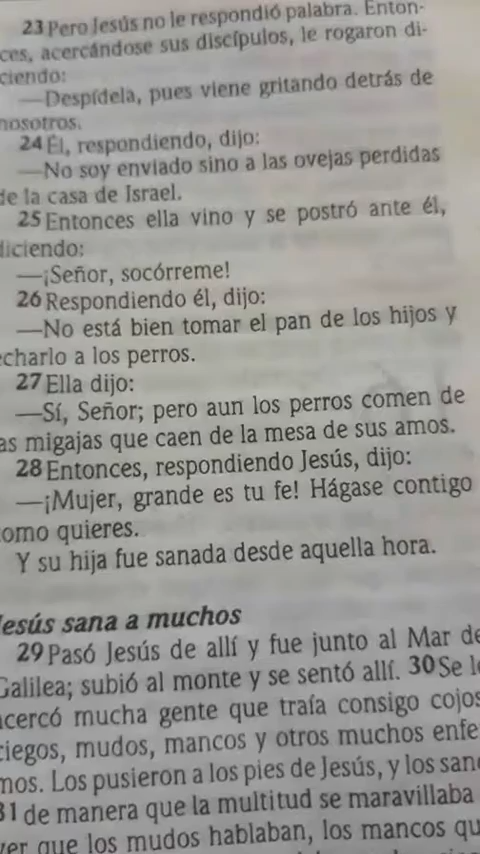 23 Pero Jesús no le respondió palabra. Enton-
ces, acercándose sus discípulos, le rogaron di-
ciendo:
—Despídela, pues viene gritando detrás de
nosotros.
24 Él, respondiendo, dijo:
—No soy enviado sino a las ovejas perdidas
de la casa de Israel.
25 Entonces ella vino y se postró ante él,
diciendo:
—¡Señor, socórreme!
26 Respondiendo él, dijo:
—No está bien tomar el pan de los hijos y
echarlo a los perros.
27 Ella dijo:
—Sí, Señor; pero aun los perros comen de
as migajas que caen de la mesa de sus amos.
28 Entonces, respondiendo Jesús, dijo:
—¡Mujer, grande es tu fe! Hágase contigo
omo quieres.
Y su hija fue sanada desde aquella hora.
Jesús sana a muchos
29 Pasó Jesús de allí y fue junto al Mar de
Galilea; subió al monte y se sentó allí. 30 Se le
acercó mucha gente que traía consigo cojos
ciegos, mudos, mancos y otros muchos enfe
mos. Los pusieron a los pies de Jesús, y los sanó
31 de manera que la multitud se maravillaba
ver que los mudos hablaban, los mancos qu